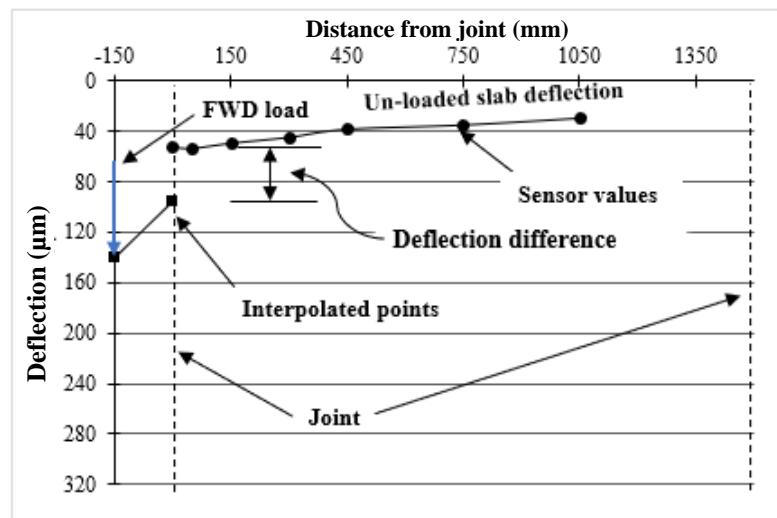 Distance from joint (mm)
-150 150 450 750 1050 1350
0
40
80
120
160
200
240
280
320
Deflection (µm)
FWD load
Un-loaded slab deflection
Sensor values
Deflection difference
Interpolated points
Joint